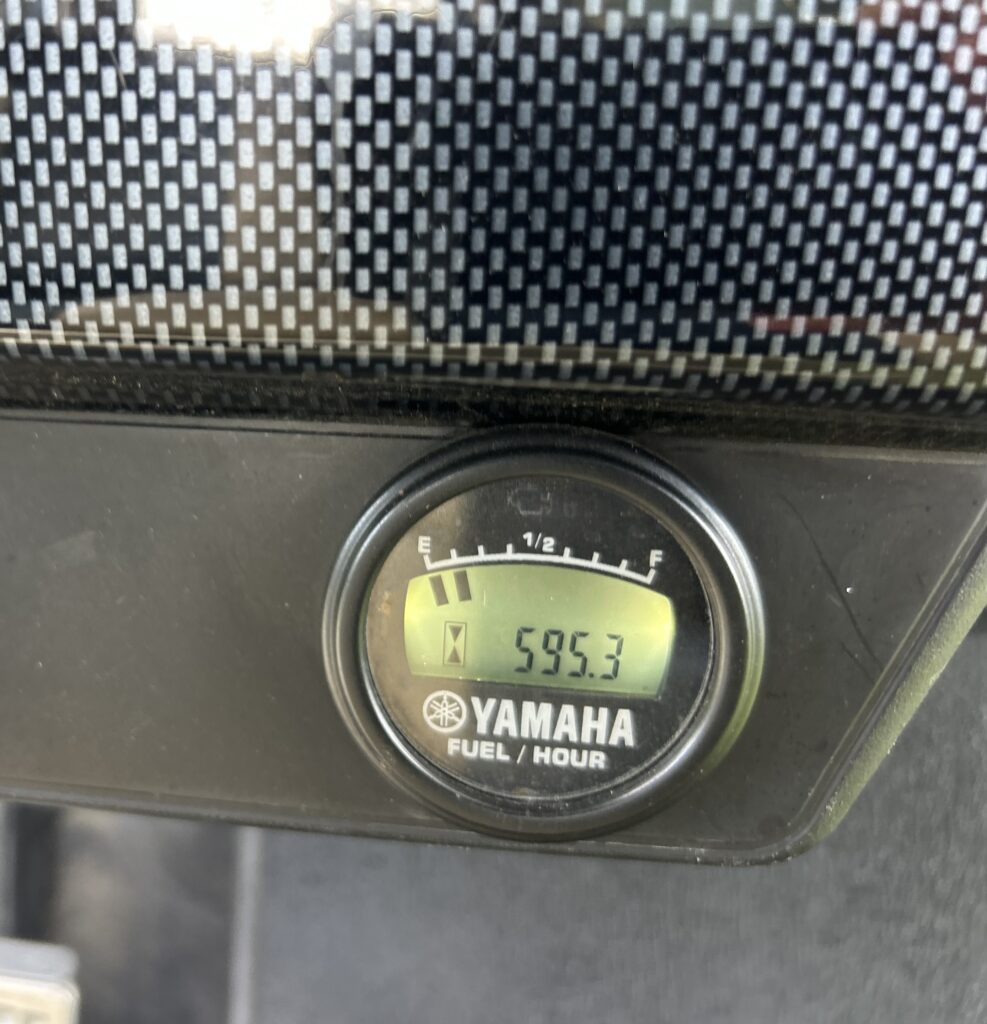 E 1/2 F
595.3
YAMAHA
FUEL / HOUR